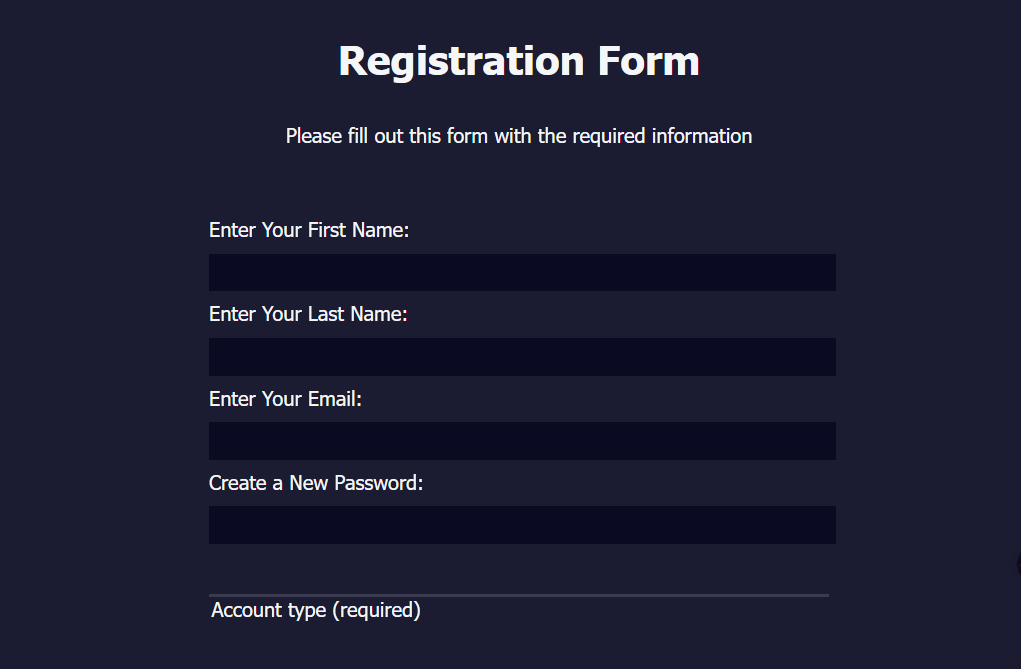 Registration Form
Please fill out this form with the required information
Enter Your First Name:
Enter Your Last Name:
Enter Your Email:
Create a New Password:
Account type (required)